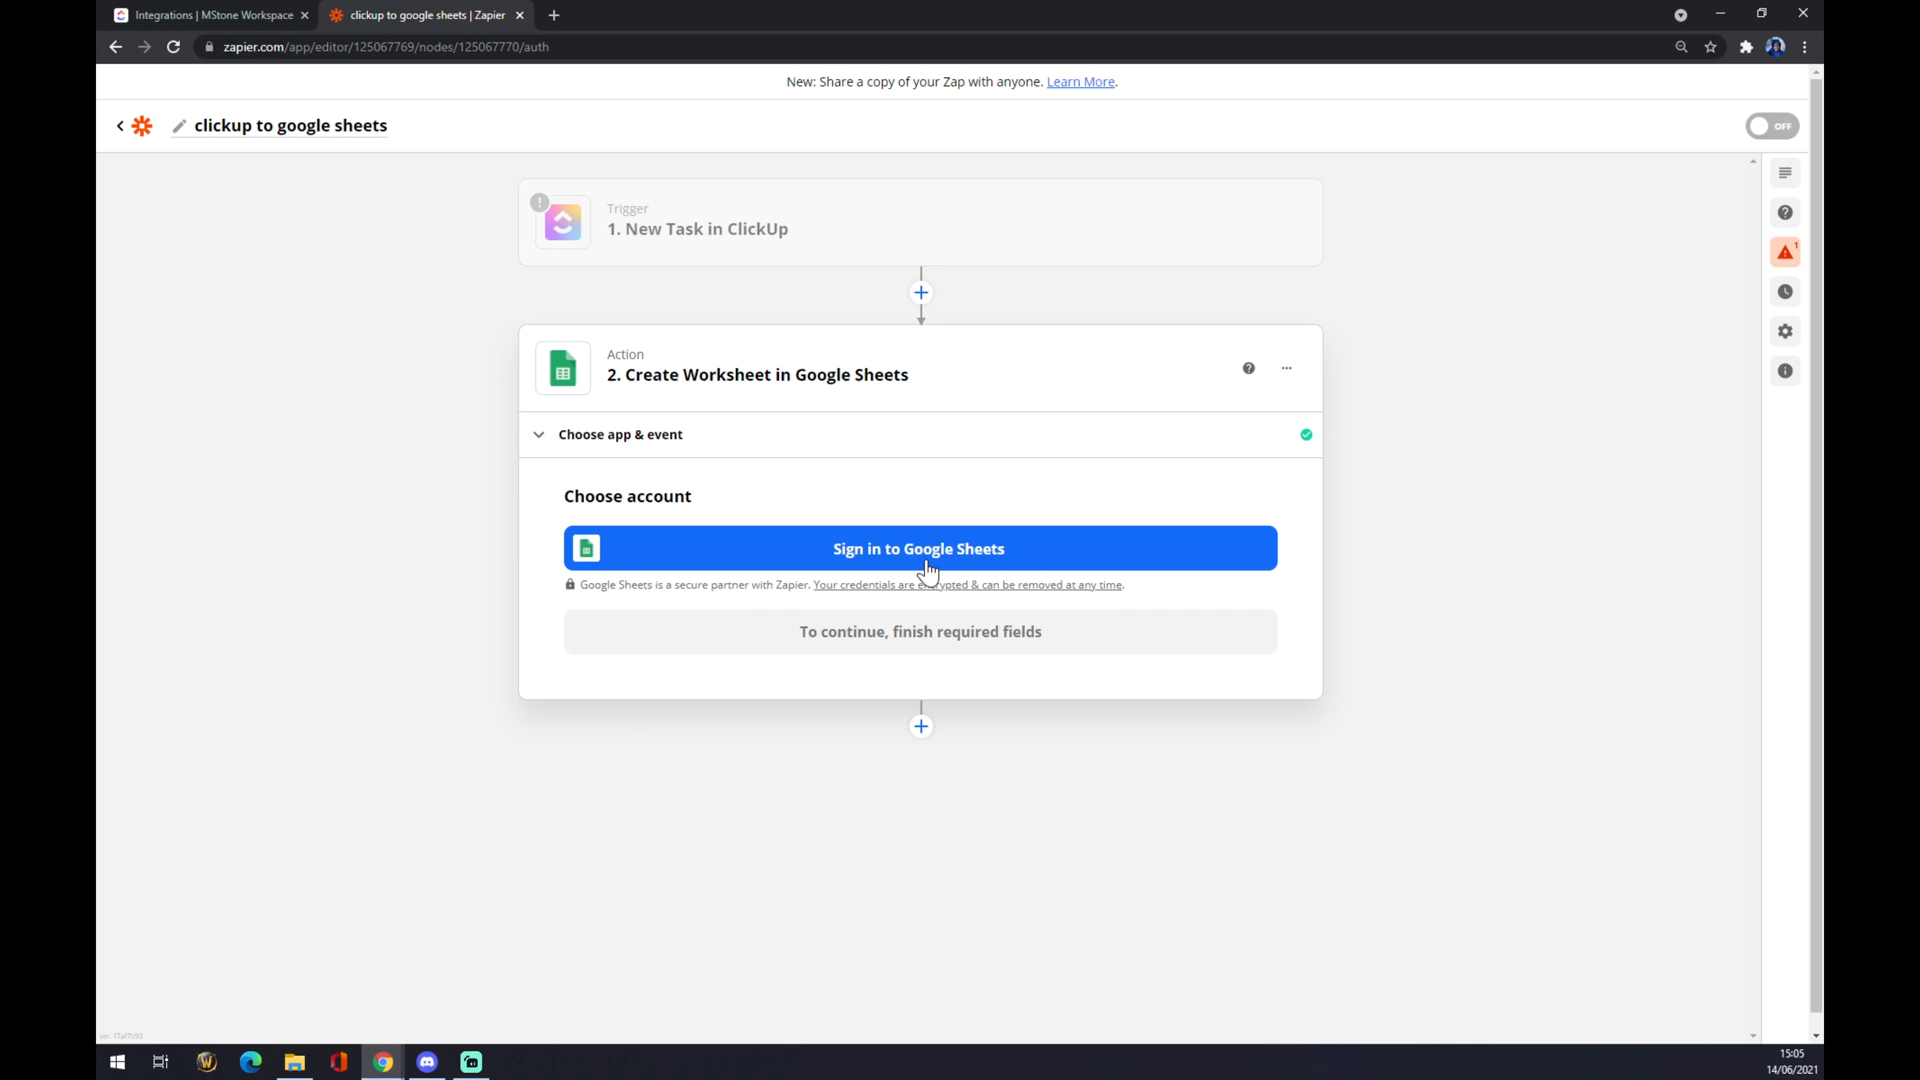 Integrations | MStone Workspace
clickup to google sheets | Zapier
zapier.com/app/editor/125067769/nodes/125067770/auth
New: Share a copy of your Zap with anyone. Learn More.
clickup to google sheets
OFF
!
Trigger
1. New Task in ClickUp
1
Action
2. Create Worksheet in Google Sheets
Choose app & event
Choose account
Sign in to Google Sheets
Google Sheets is a secure partner with Zapier. Your credentials are encrypted & can be removed at any time.
To continue, finish required fields
15:05
14/06/2021